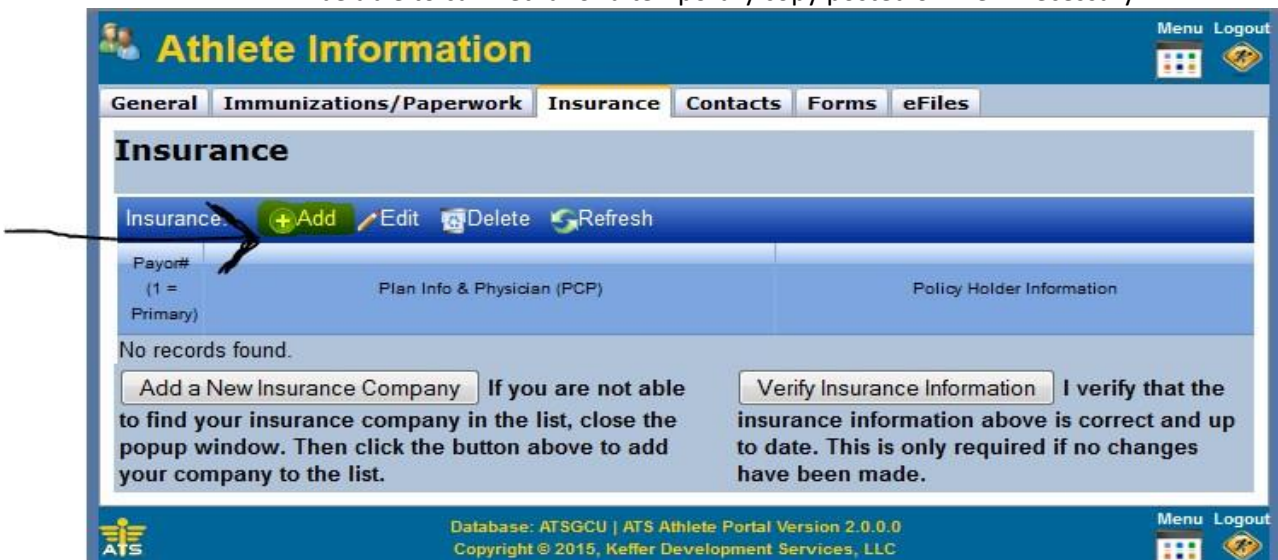 Menu Logout
Athlete Information
General Immunizations/Paperwork Insurance Contacts Forms eFiles
Insurance
Insurance: Add Edit Delete Refresh
Payor#
(1 =
Primary)
Plan Info & Physician (PCP)
Policy Holder Information
No records found.
Add a New Insurance Company If you are not able
to find your insurance company in the list, close the
popup window. Then click the button above to add
your company to the list.
Verify Insurance Information I verify that the
insurance information above is correct and up
to date. This is only required if no changes
have been made.
ATS
Database: ATSGCU | ATS Athlete Portal Version 2.0.0.0
Copyright © 2015, Keffer Development Services, LLC
Menu Logout